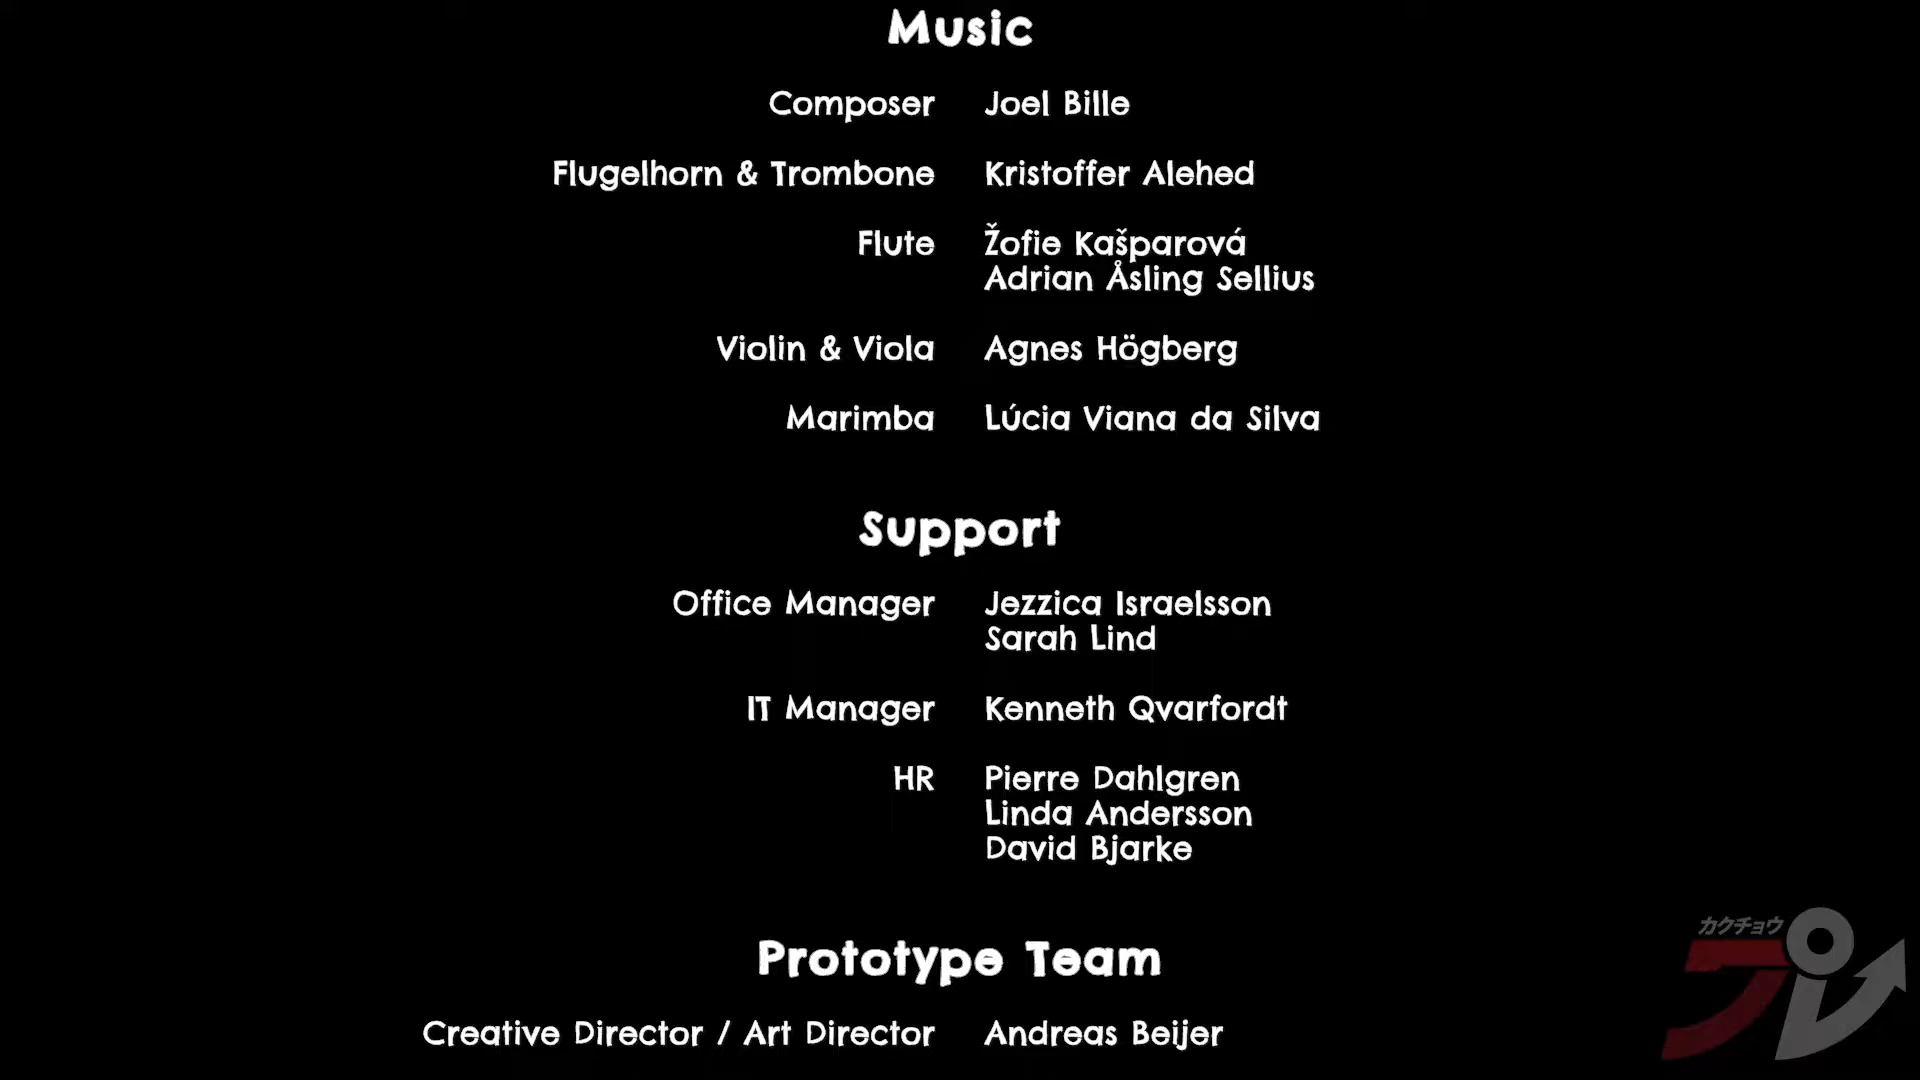 Music
Composer Joel Bille
Flugelhorn & Trombone Kristoffer Alehed
Flute Žofie Kašparová
Adrian Åsling Sellius
Violin & Viola Agnes Högberg
Marimba Lúcia Viana da Silva
Support
Office Manager Jezzica Israelsson
Sarah Lind
IT Manager Kenneth Qvarfordt
HR Pierre Dahlgren
Linda Andersson
David Bjarke
Prototype Team
Creative Director / Art Director Andreas Beijer
カクチョウ
プレ